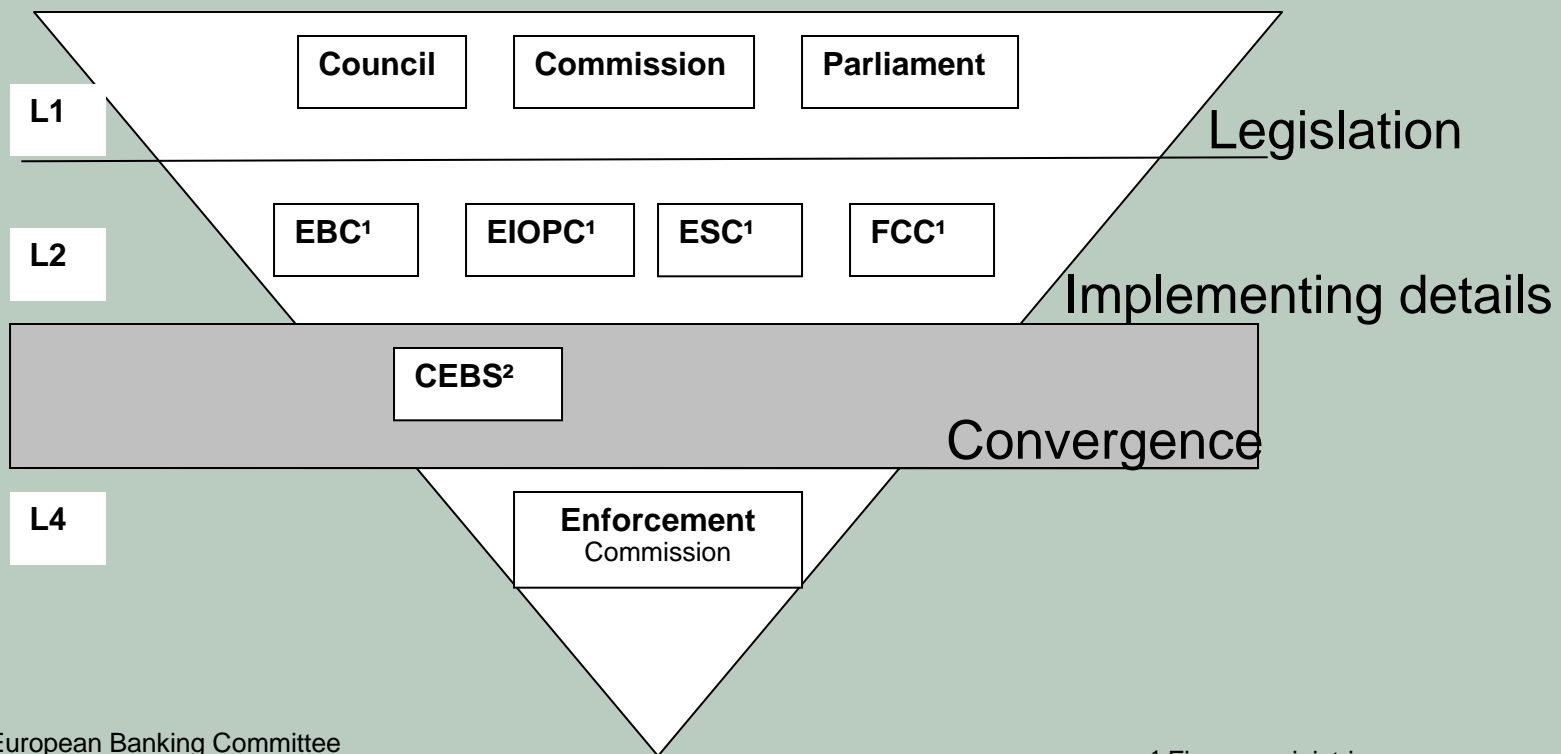 Council Commission Parliament
L1
Legislation
EBC¹ EIOPC¹ ESC¹ FCC¹
L2
Implementing details
CEBS²
Convergence
L4
Enforcement
Commission
European Banking Committee